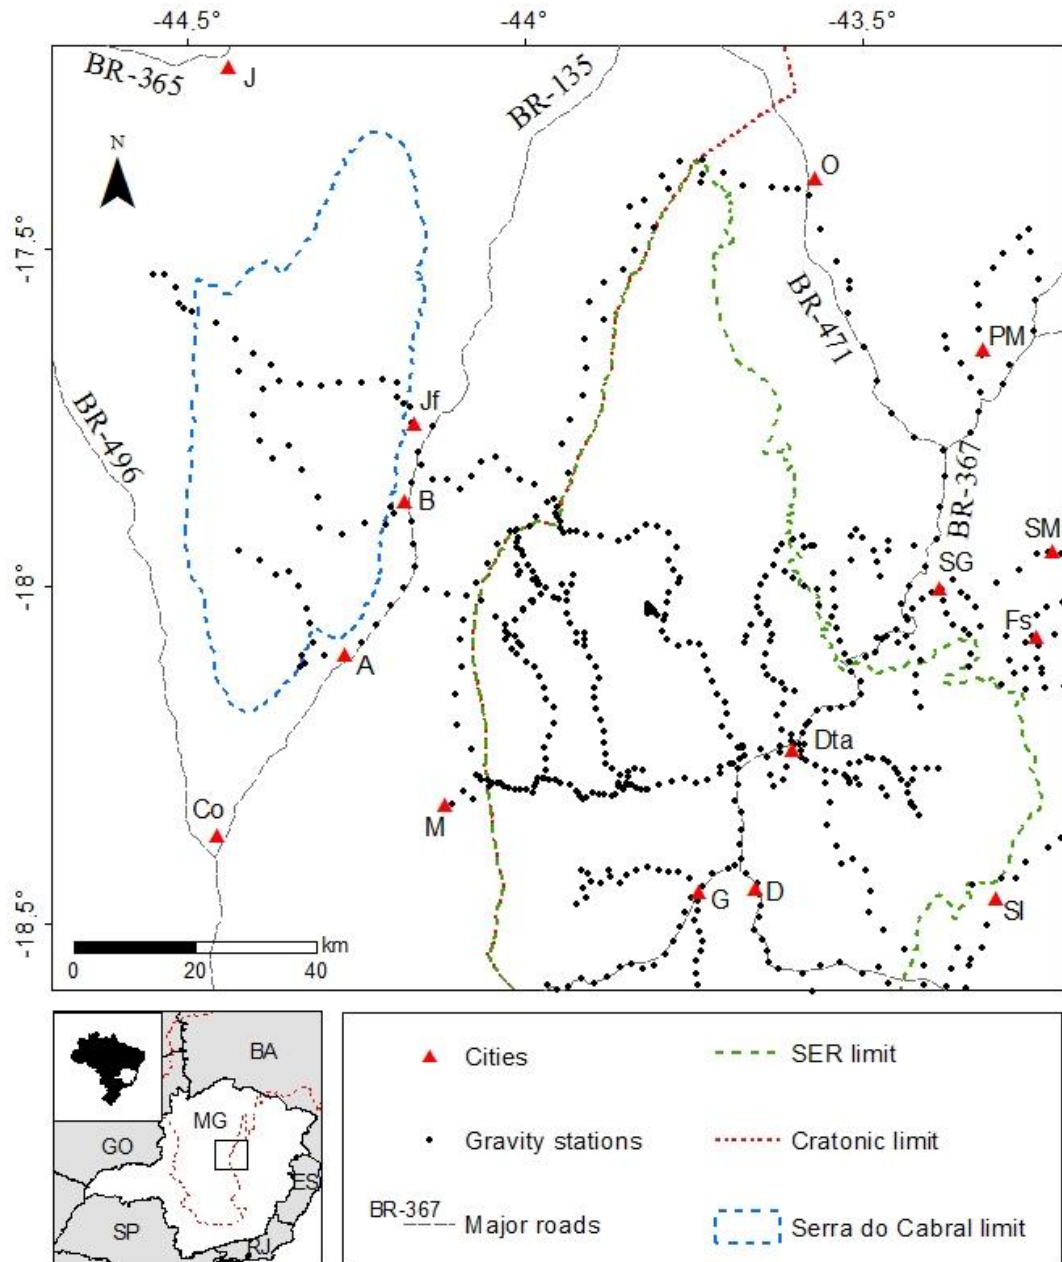 -44.5°
-44°
-43.5°
BR-365
J
BR-135
N
O
-17.5°
BR-471
PM
Jf
BR-496
B
BR-367
SM
SG
-18°
Fs
A
Dta
Co
M
G
D
SI
-18.5°
km
0
20
40
BA
MG
GO
ES
SP
RJ
Cities
SER limit
Gravity stations
Cratonic limit
BR-367
Major roads
Serra do Cabral limit